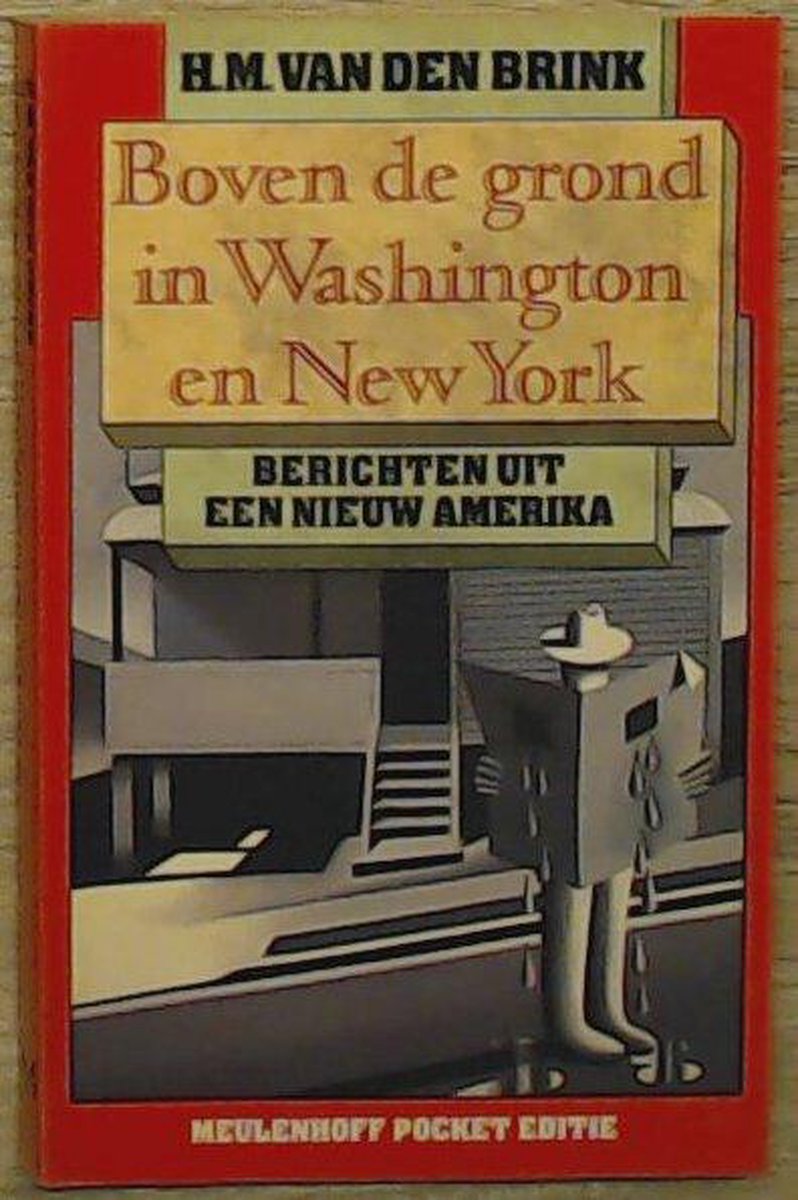 H.M. VAN DEN BRINK
Boven de grond
in Washington
en New York
BERICHTEN UIT
EEN NIEUW AMERIKA
MEULENHOFF POCKET EDITIE